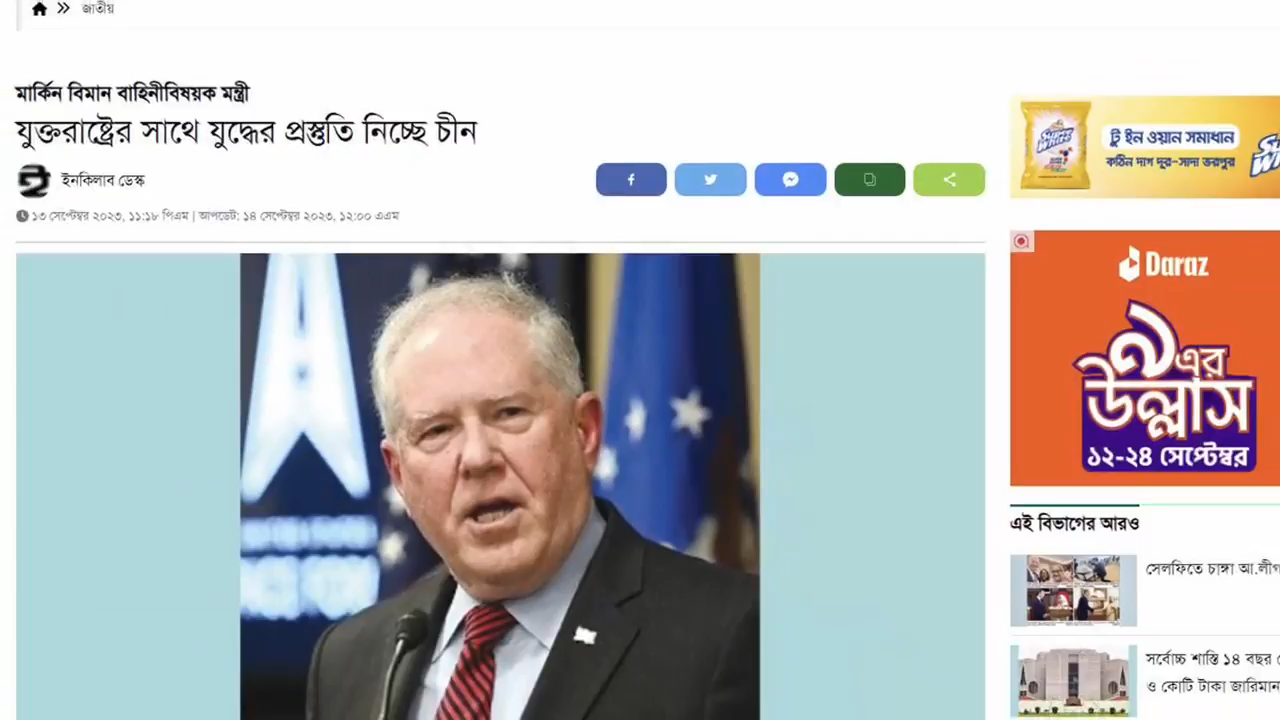 জাতীয়
মার্কিন বিমান বাহিনীবিষয়ক মন্ত্রী
যুক্তরাষ্ট্রের সাথে যুদ্ধের প্রস্তুতি নিচ্ছে চীন
ইনকিলাব ডেস্ক
১৩ সেপ্টেম্বর ২০২৩, ১১:১৮ পিএম | আপডেট: ১৪ সেপ্টেম্বর ২০২৩, ১২:০০ এএম
টু ইন ওয়ান সমাধান
কঠিন দাগ দূর-সাদা ভরপুর
Daraz
৯এর
উল্লাস
১২-২৪ সেপ্টেম্বর
এই বিভাগের আরও
সেলফিতে চাঙ্গা আ.লীগ
সর্বোচ্চ শাস্তি ১৪ বছর
ও কোটি টাকা জরিমান